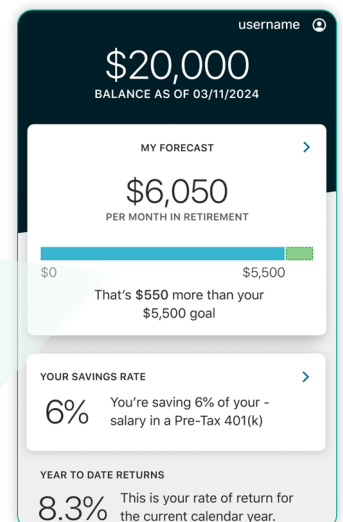 username
$20,000
BALANCE AS OF 03/11/2024
MY FORECAST
$6,050
PER MONTH IN RETIREMENT
$0 $5,500
That's $550 more than your
$5,500 goal
YOUR SAVINGS RATE
6% You're saving 6% of your -
salary in a Pre-Tax 401(k)
YEAR TO DATE RETURNS
8.3% This is your rate of return for
the current calendar year.